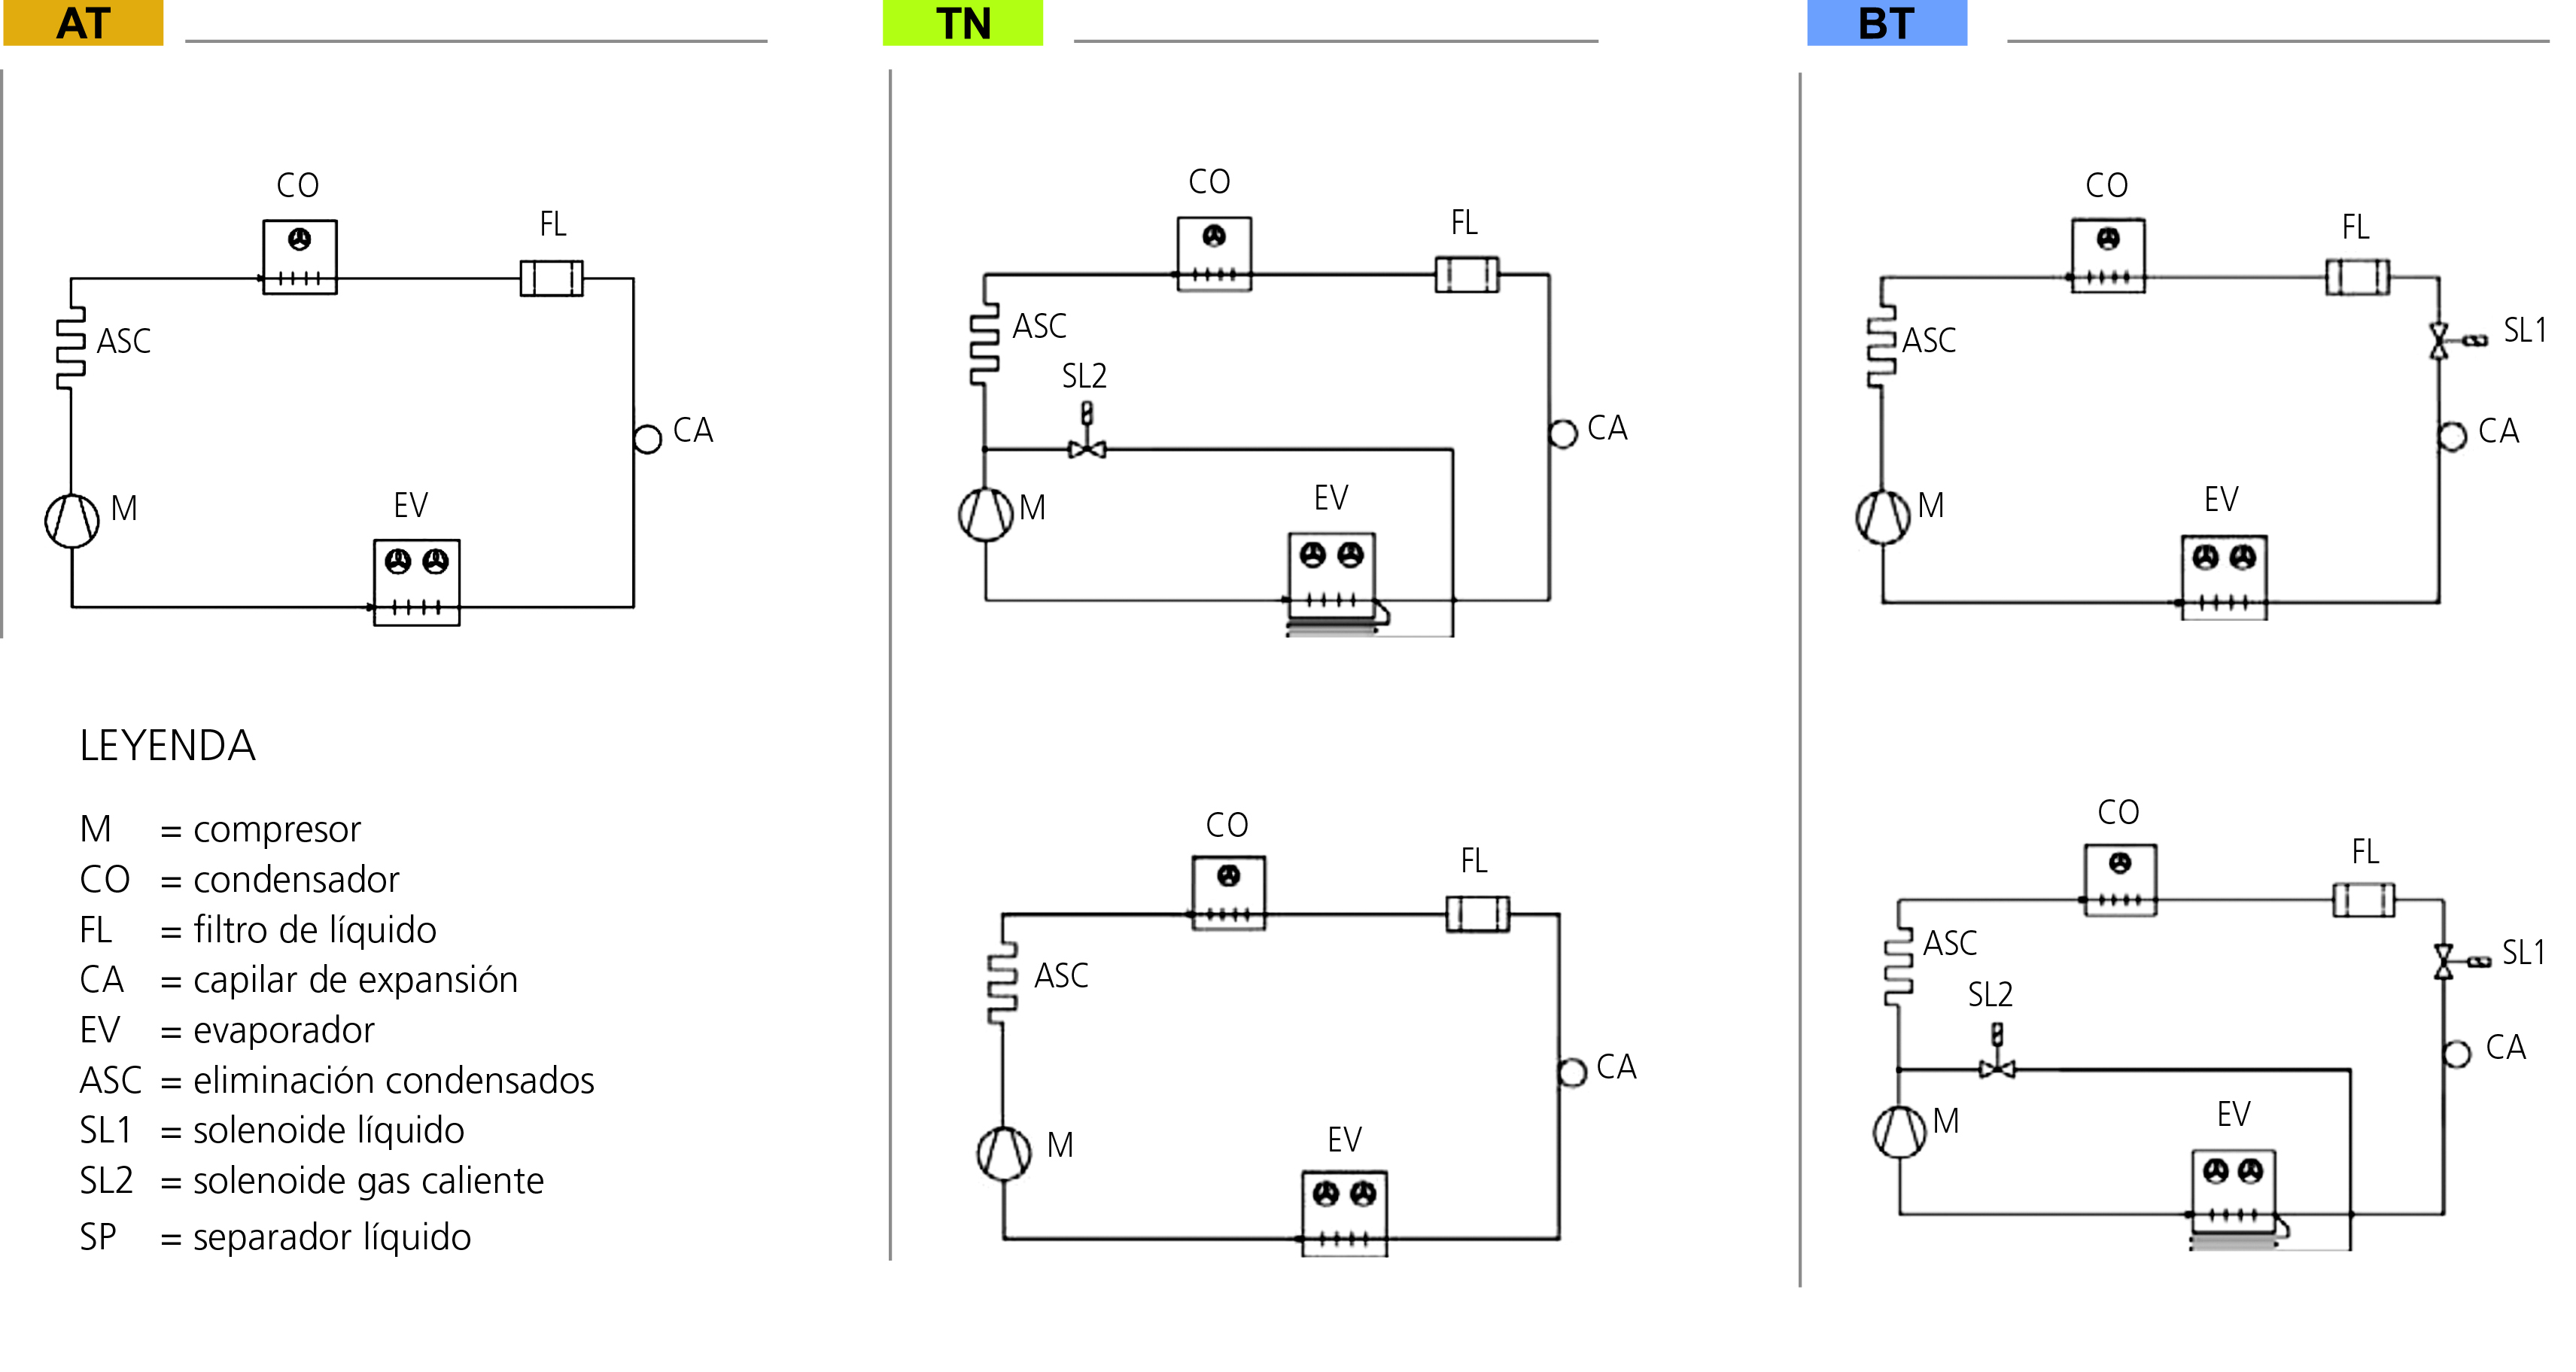 AT
CO
FL
ASC
CA
M
EV
LEYENDA
M = compresor
CO = condensador
FL = filtro de líquido
CA = capilar de expansión
EV = evaporador
ASC = eliminación condensados
SL1 = solenoide líquido
SL2 = solenoide gas caliente
SP = separador líquido
TN
CO
FL
ASC
SL2
CA
M
EV
CO
FL
ASC
CA
M
EV
BT
CO
FL
SL1
ASC
CA
M
EV
CO
FL
ASC
SL1
SL2
CA
M
EV